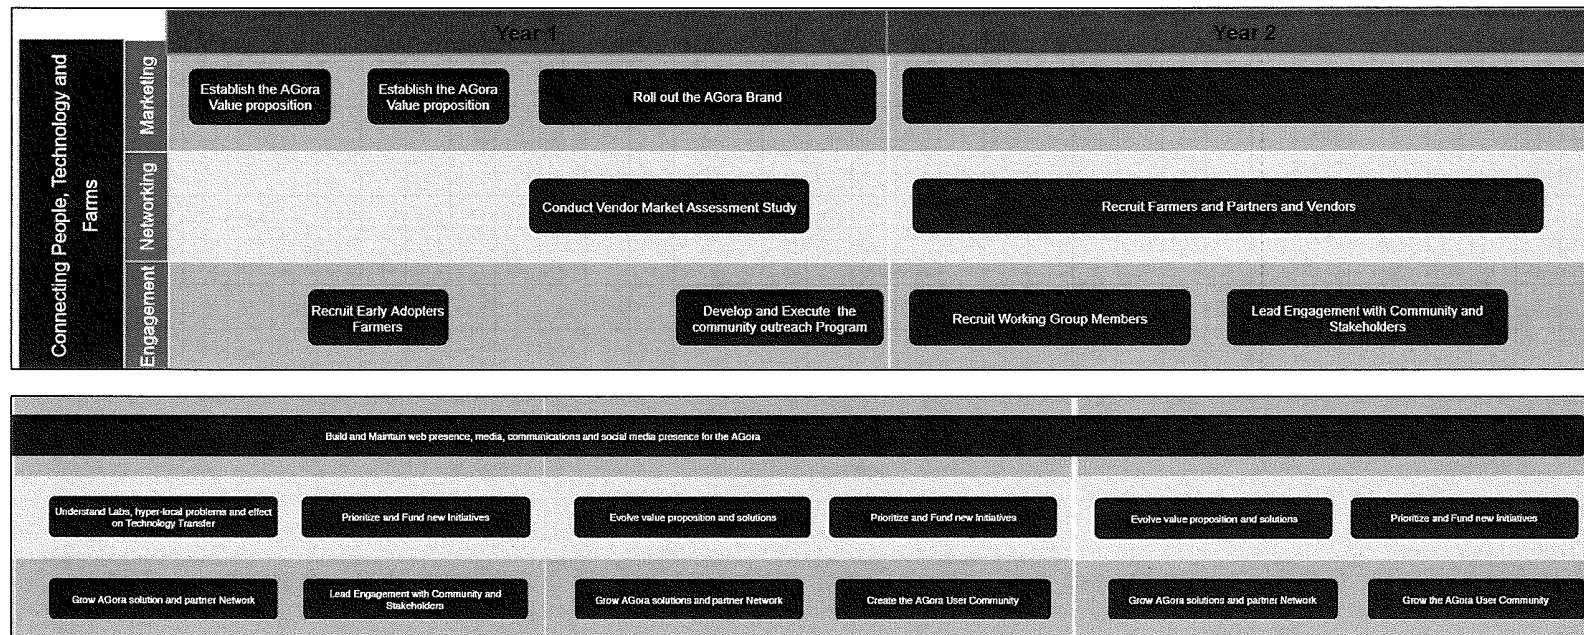 Year 1
Year 2
Connecting People, Technology and
Farms
Marketing
Establish the AGora
Value proposition
Establish the AGora
Value proposition
Roll out the AGora Brand
Networking
Conduct Vendor Market Assessment Study
Recruit Farmers and Partners and Vendors
Engagement
Recruit Early Adopters
Farmers
Develop and Execute the
community outreach Program
Recruit Working Group Members
Lead Engagement with Community and
Stakeholders
Build and Maintain web presence, media, communications and social media presence for the AGora
Understand Labs, hyper-local problems and effect
on Technology Transfer
Prioritize and Fund new Initiatives
Evolve value proposition and solutions
Prioritize and Fund new Initiatives
Evolve value proposition and solutions
Prioritize and Fund new Initiatives
Grow AGora solution and partner Network
Lead Engagement with Community and
Stakeholders
Grow AGora solutions and partner Network
Create the AGora User Community
Grow AGora solutions and partner Network
Grow the AGora User Community